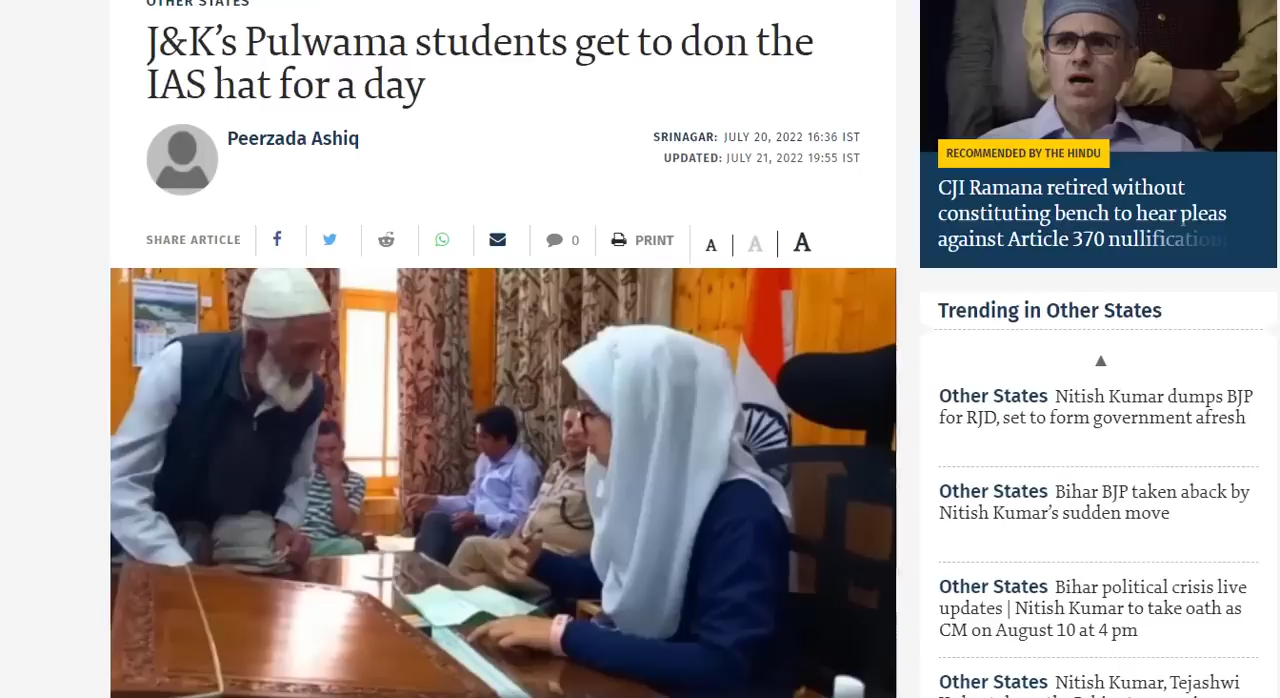 OTHER STATES
J&K’s Pulwama students get to don the
IAS hat for a day
Peerzada Ashiq
SRINAGAR: JULY 20, 2022 16:36 IST
UPDATED: JULY 21, 2022 19:55 IST
SHARE ARTICLE
0
PRINT
A | A | A
RECOMMENDED BY THE HINDU
CJI Ramana retired without
constituting bench to hear pleas
against Article 370 nullification
Trending in Other States
Other States Nitish Kumar dumps BJP
for RJD, set to form government afresh
Other States Bihar BJP taken aback by
Nitish Kumar’s sudden move
Other States Bihar political crisis live
updates | Nitish Kumar to take oath as
CM on August 10 at 4 pm
Other States Nitish Kumar, Tejashwi